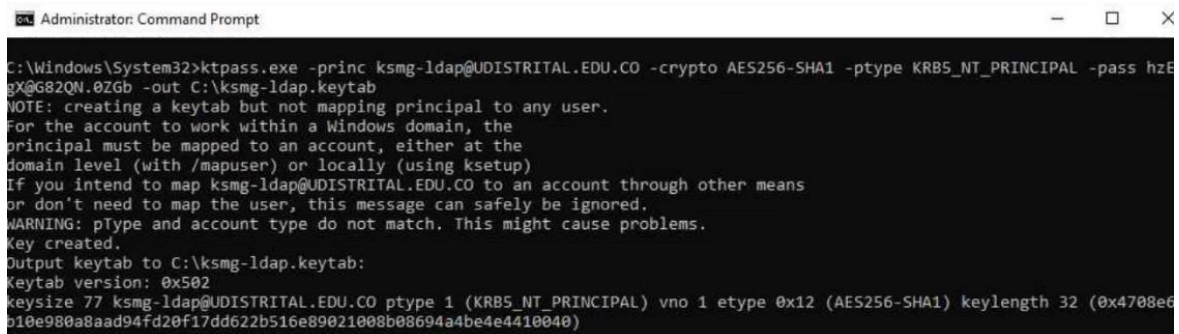 Administrator: Command Prompt
C:\Windows\System32>ktpass.exe -princ ksmg-ldap@UDISTRITAL.EDU.CO -crypto AES256-SHA1 -ptype KRB5_NT_PRINCIPAL -pass hzE
gX@G82QN.0ZGb -out C:\ksmg-ldap.keytab
NOTE: creating a keytab but not mapping principal to any user.
For the account to work within a Windows domain, the
principal must be mapped to an account, either at the
domain level (with /mapuser) or locally (using ksetup)
If you intend to map ksmg-ldap@UDISTRITAL.EDU.CO to an account through other means
or don't need to map the user, this message can safely be ignored.
WARNING: pType and account type do not match. This might cause problems.
Key created.
Output keytab to C:\ksmg-ldap.keytab:
Keytab version: 0x502
keysize 77 ksmg-ldap@UDISTRITAL.EDU.CO ptype 1 (KRB5_NT_PRINCIPAL) vno 1 etype 0x12 (AES256-SHA1) keylength 32 (0x4708e6
b10e980a8aad94fd20f17dd622b516e89021008b08694a4be4e4410040)